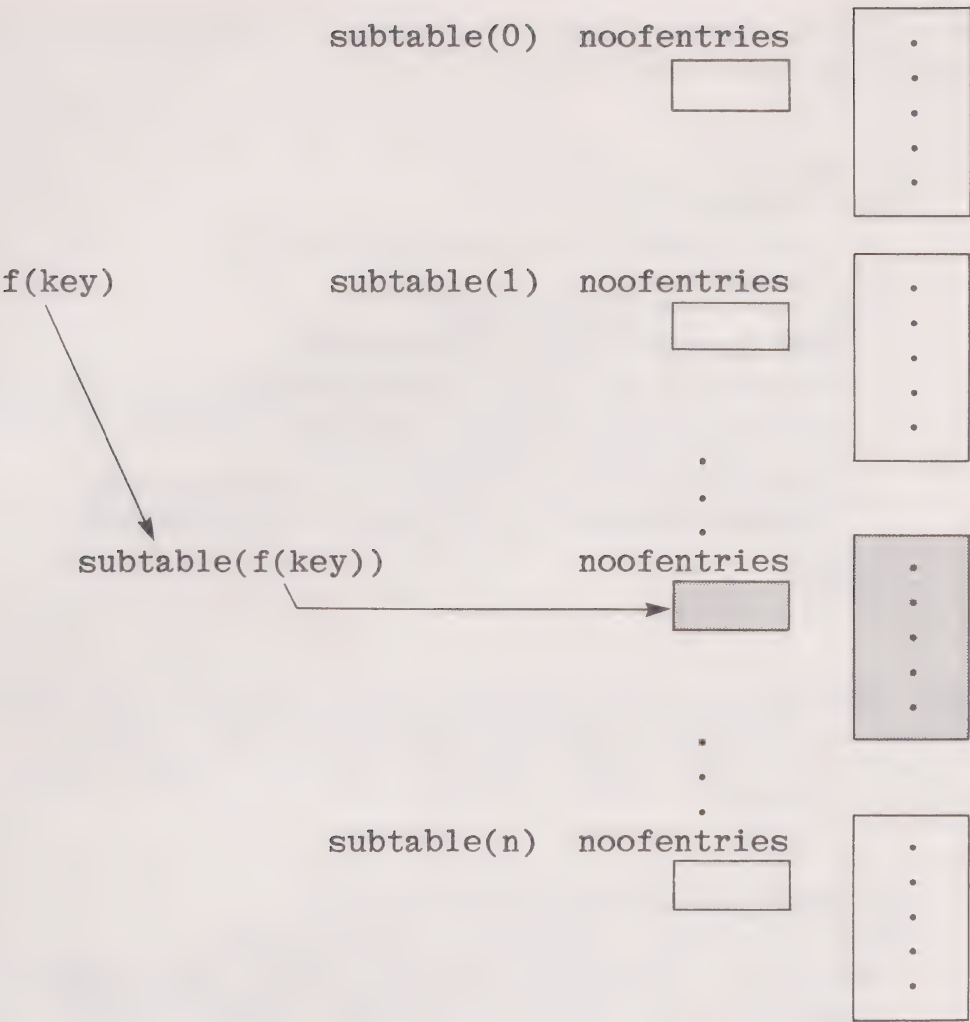 subtable(0) noofentries
f(key) subtable(1) noofentries
subtable(f(key)) noofentries
subtable(n) noofentries